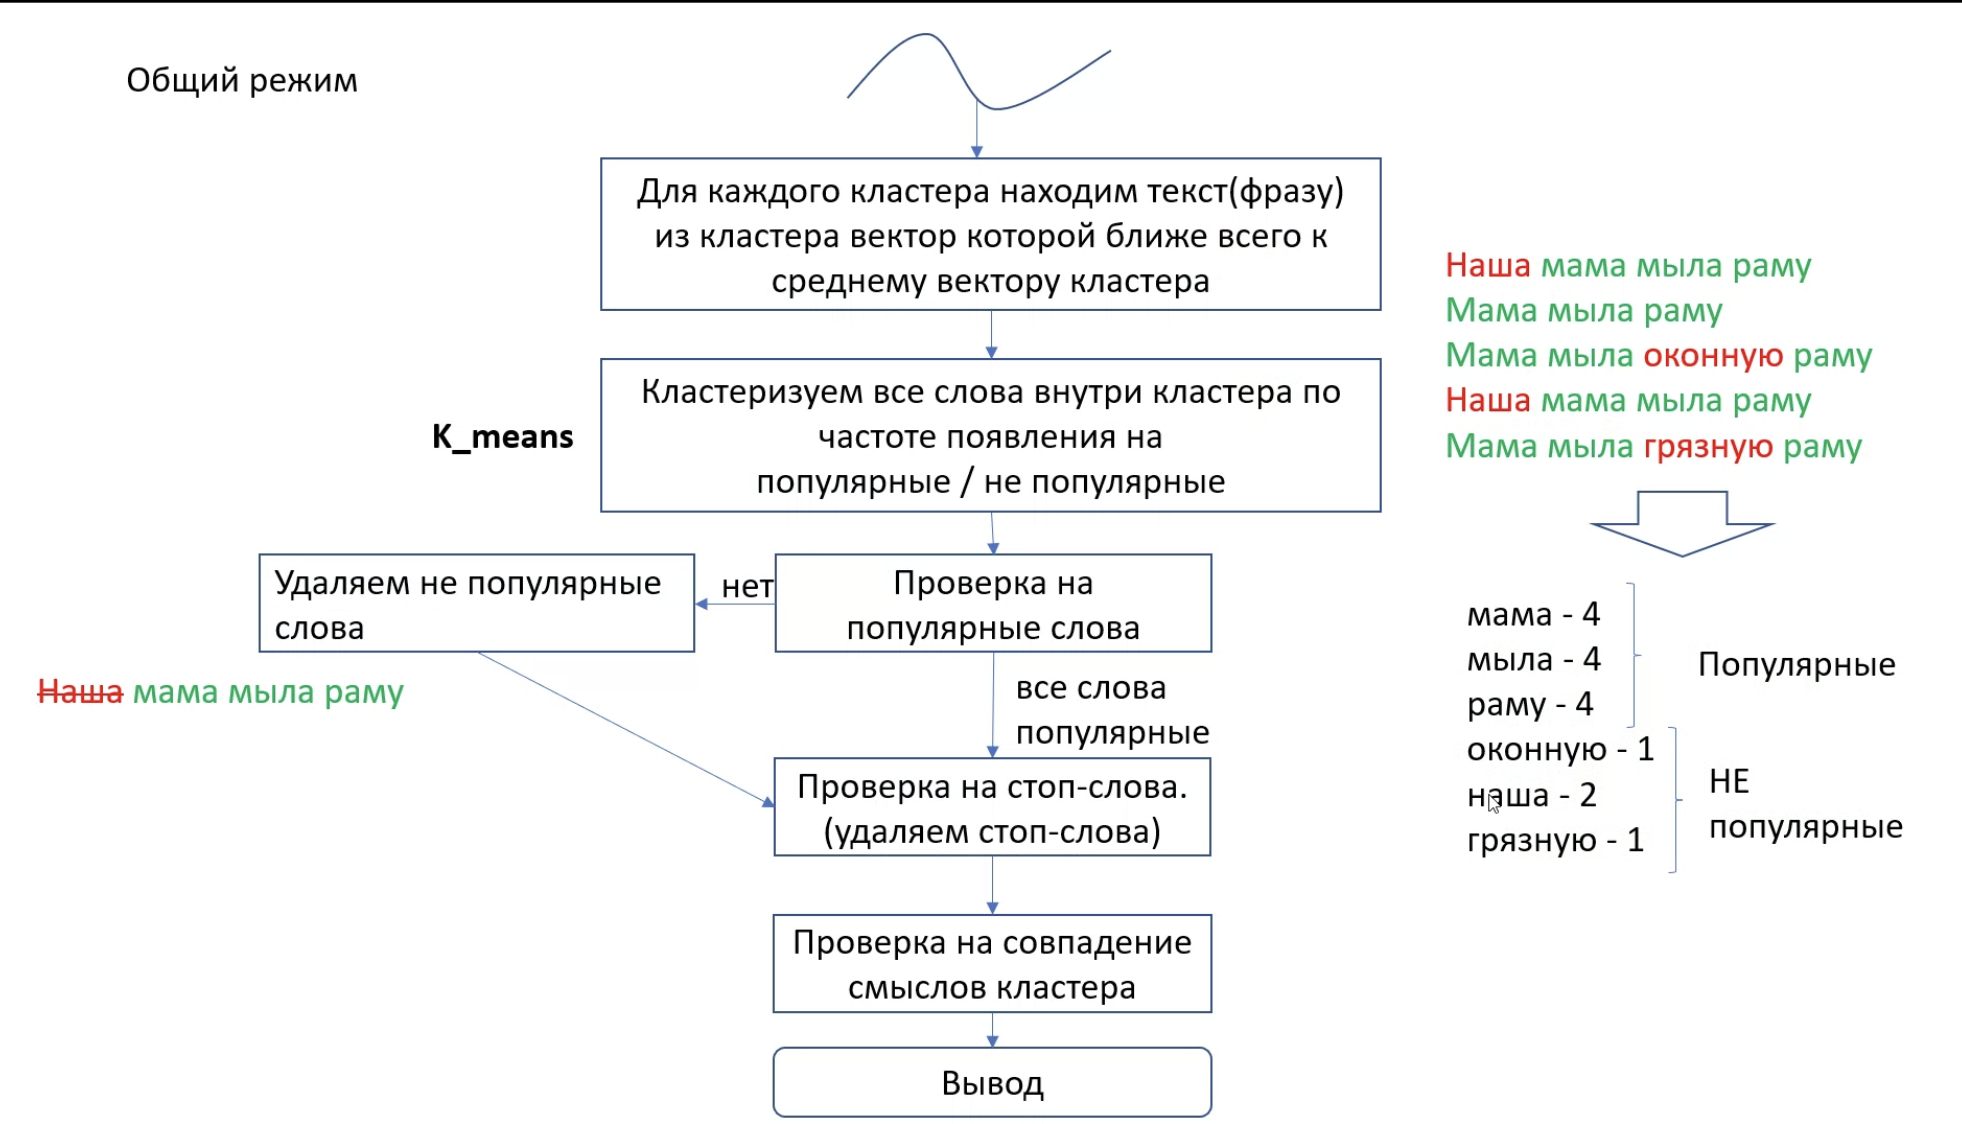 Общий режим
Для каждого кластера находим текст(фразу)
из кластера вектор которой ближе всего к
среднему вектору кластера
K_means
Кластеризуем все слова внутри кластера по
частоте появления на
популярные / не популярные
Удаляем не популярные
слова
нет
Проверка на
популярные слова
Наша мама мыла раму
все слова
популярные
Проверка на стоп-слова.
(удаляем стоп-слова)
Проверка на совпадение
смыслов кластера
Вывод
Наша мама мыла раму
Мама мыла раму
Мама мыла оконную раму
Наша мама мыла раму
Мама мыла грязную раму
мама - 4
мыла - 4
раму - 4
Популярные
оконную - 1
наша - 2
грязную - 1
НЕ
популярные